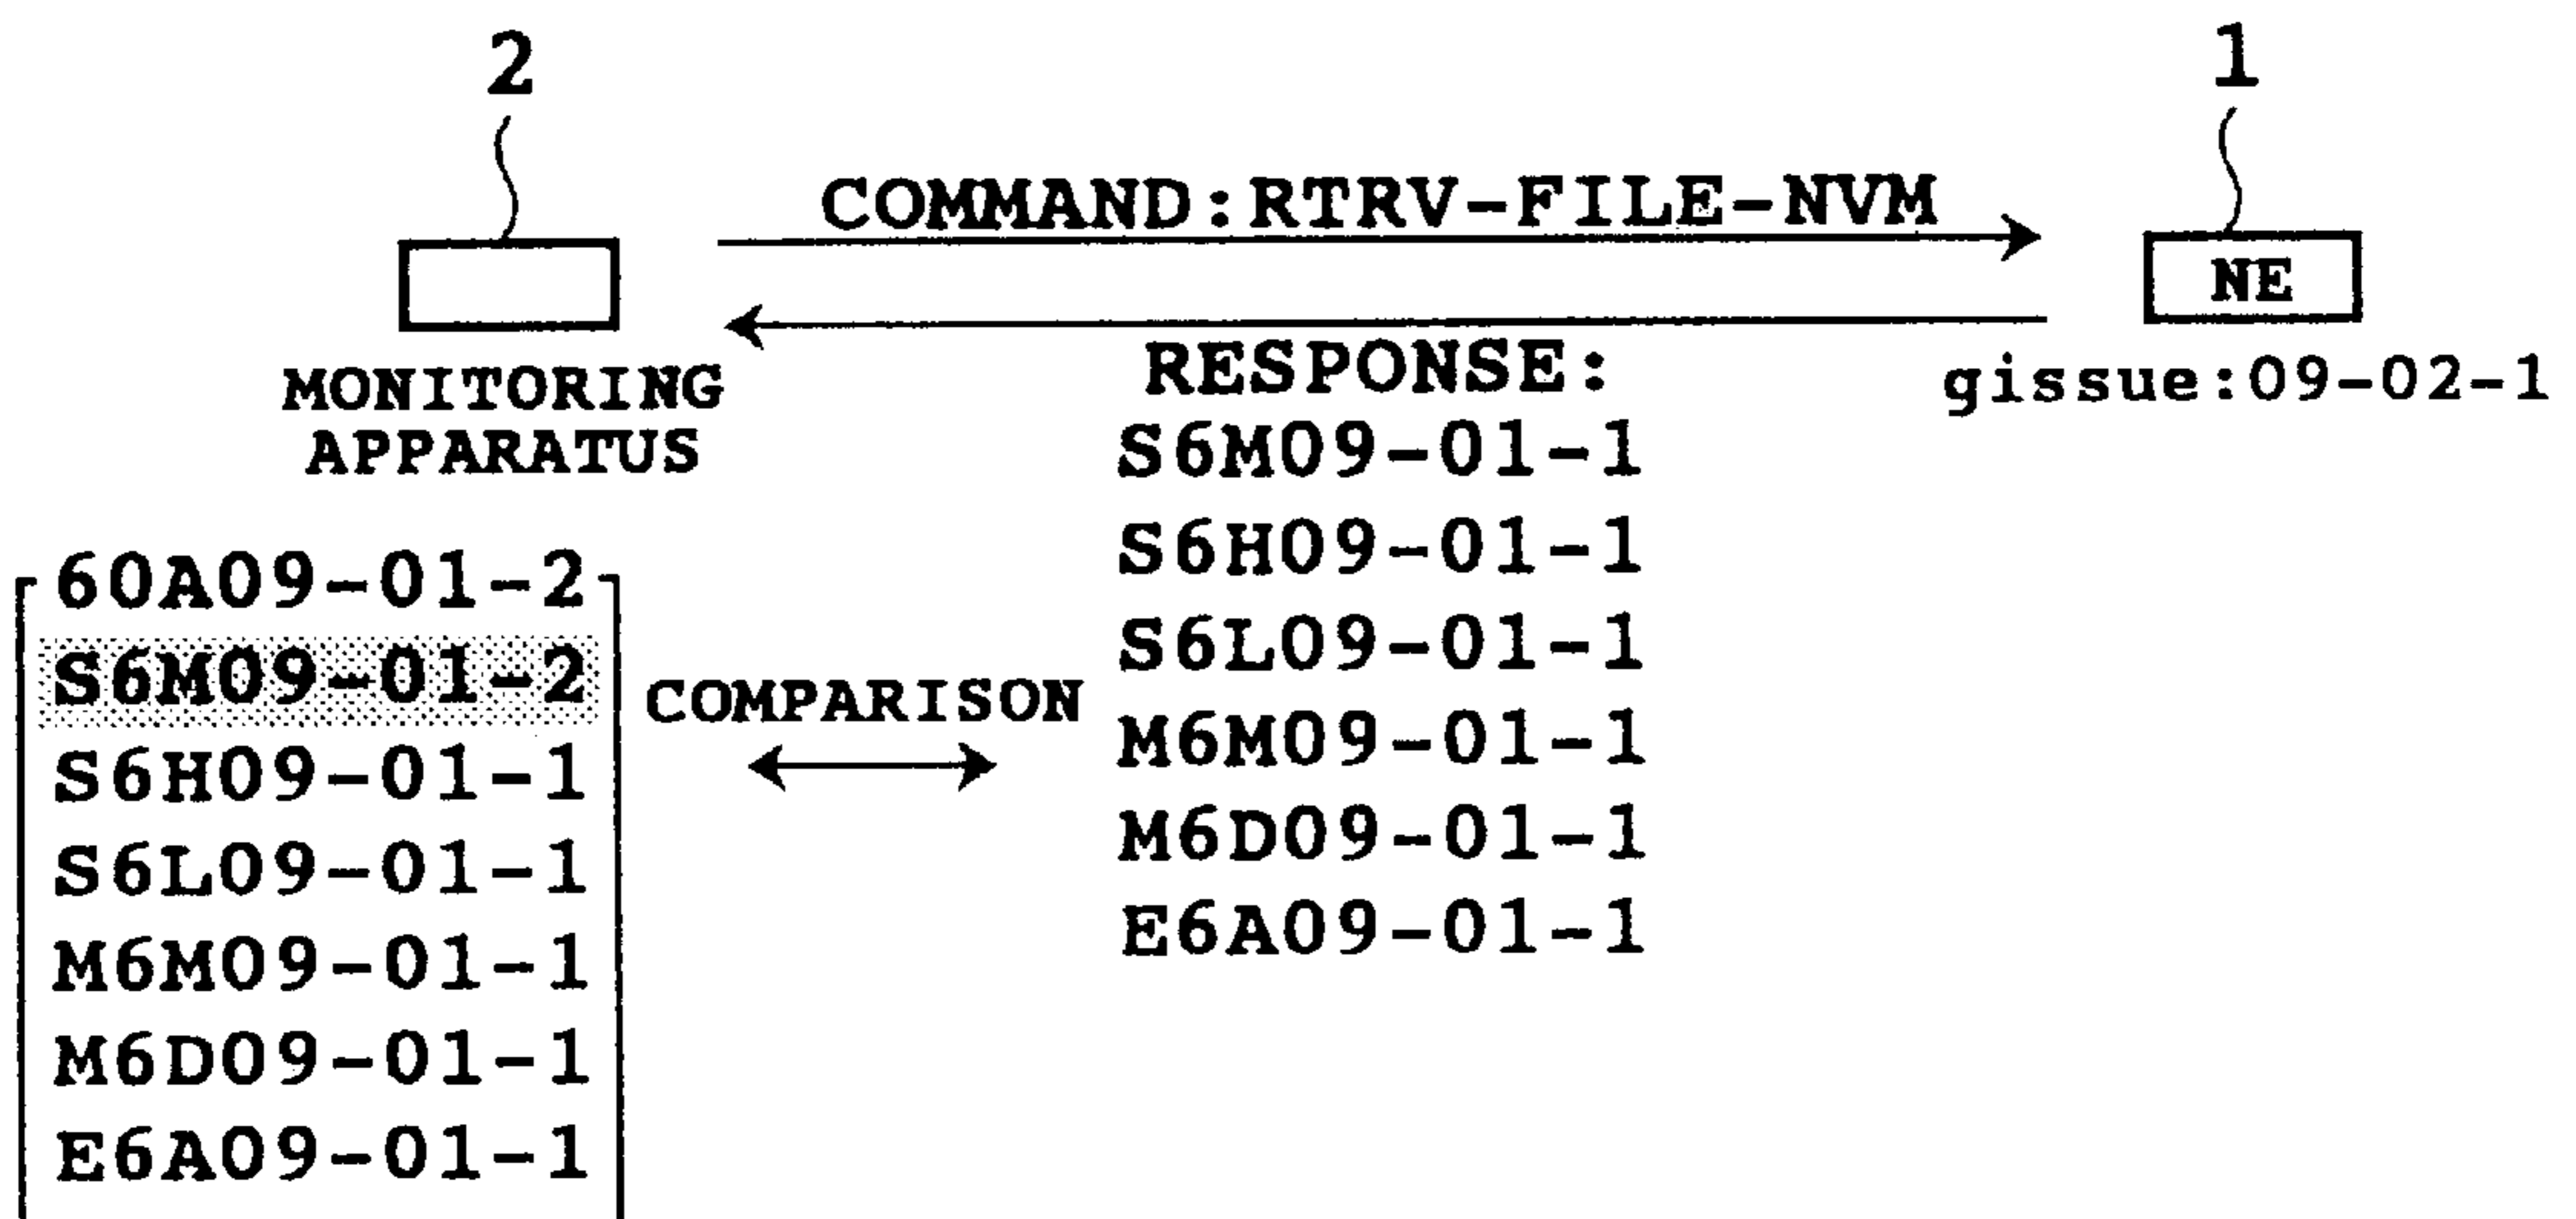 2
1
COMMAND:RTRV-FILE-NVM
NE
MONITORING
APPARATUS
gissue:09-02-1
RESPONSE:
S6M09-01-1
S6H09-01-1
S6L09-01-1
M6M09-01-1
M6D09-01-1
E6A09-01-1
COMPARISON
60A09-01-2
S6M09-01-2
S6H09-01-1
S6L09-01-1
M6M09-01-1
M6D09-01-1
E6A09-01-1